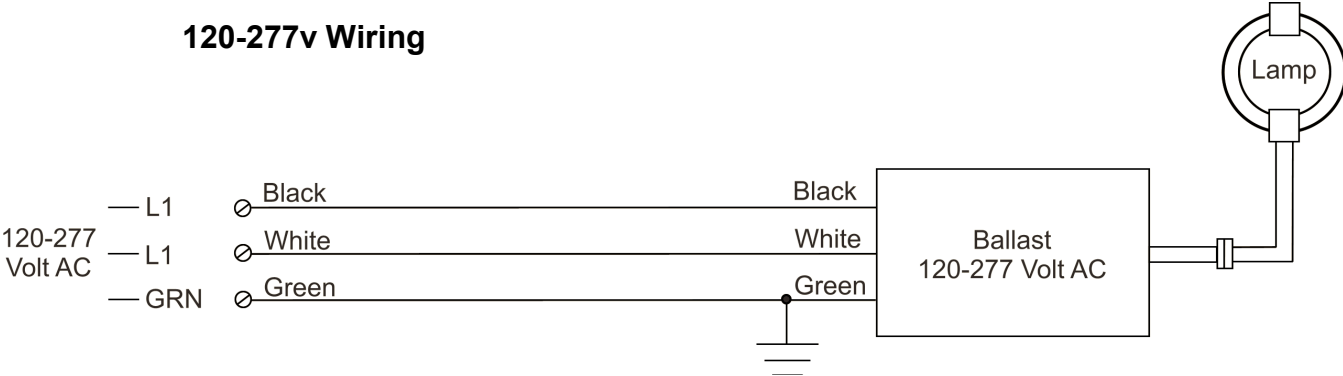 120-277v Wiring
Lamp
L1 Black Black
120-277
Volt AC
L1 White White
Ballast
120-277 Volt AC
GRN Green Green